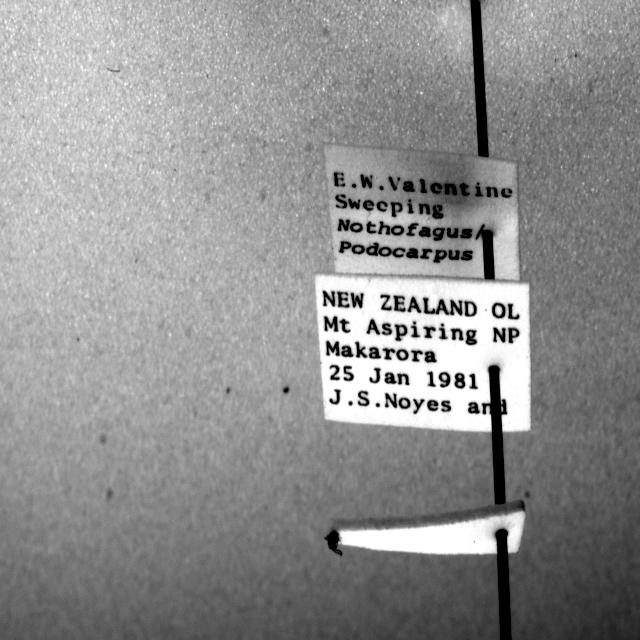 E.W.Valentine
Sweeping
Nothofagus/
Podocarpus
NEW ZEALAND OL
Mt Aspiring NP
Makarora
25 Jan 1981
J.S.Noyes and